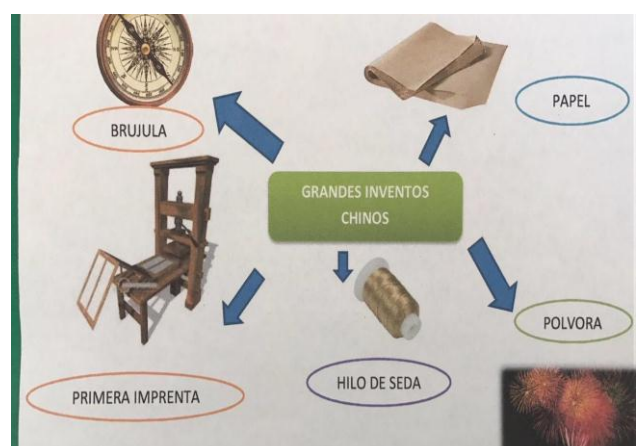 BRUJULA
PAPEL
GRANDES INVENTOS
CHINOS
PRIMERA IMPRENTA
HILO DE SEDA
POLVORA